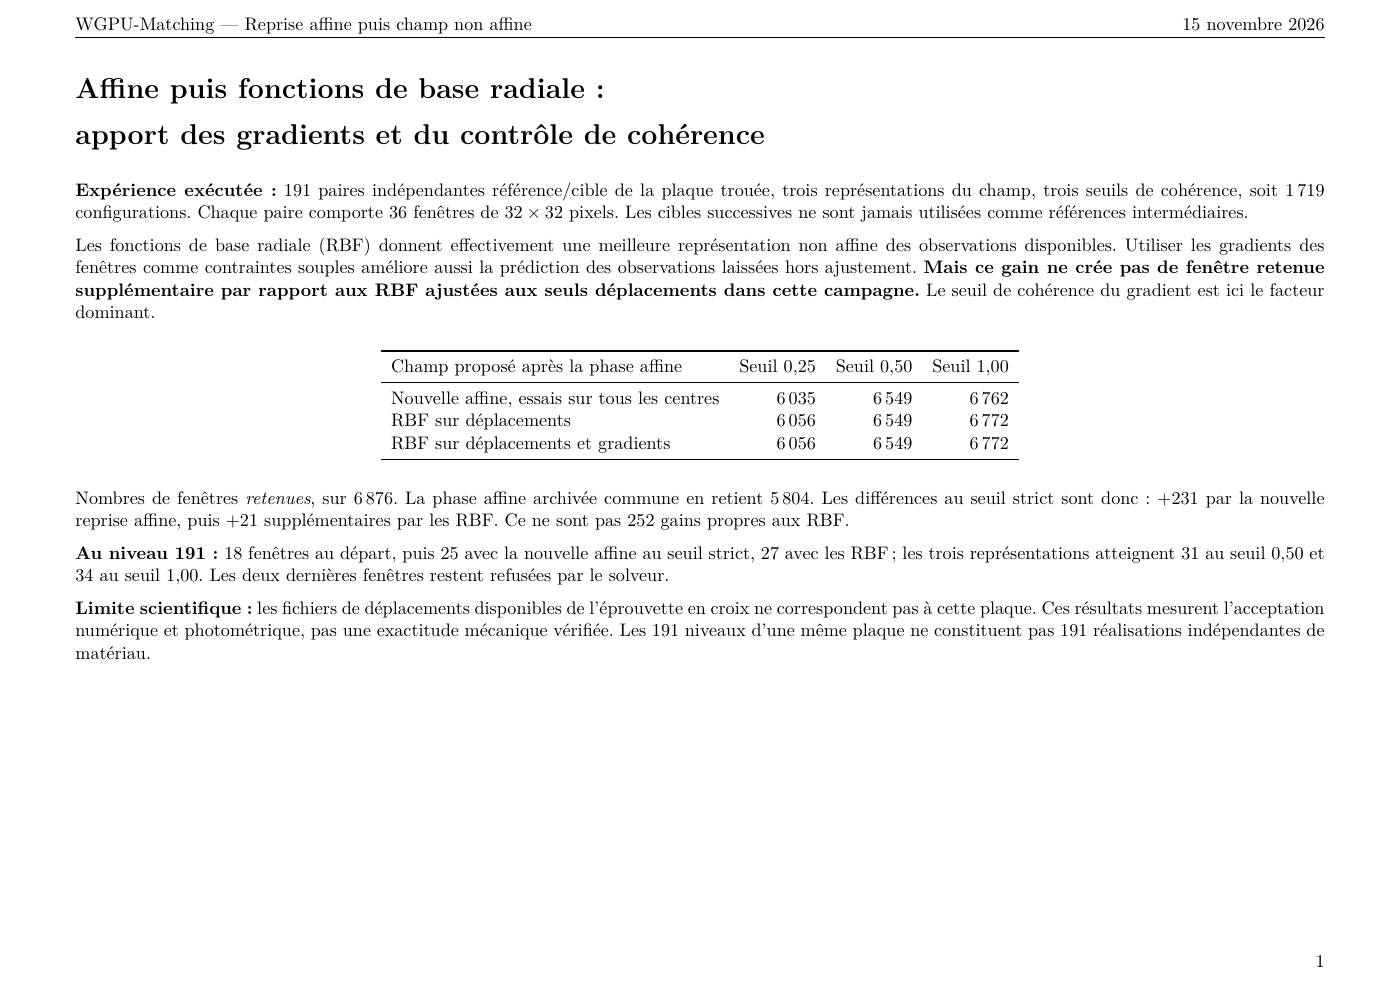 WGPU-Matching — Reprise affine puis champ non affine 15 novembre 2026
Affine puis fonctions de base radiale :
apport des gradients et du contrôle de cohérence
Expérience exécutée : 191 paires indépendantes référence/cible de la plaque trouée, trois représentations du champ, trois seuils de cohérence, soit 1 719
configurations. Chaque paire comporte 36 fenêtres de 32 × 32 pixels. Les cibles successives ne sont jamais utilisées comme références intermédiaires.
Les fonctions de base radiale (RBF) donnent effectivement une meilleure représentation non affine des observations disponibles. Utiliser les gradients des
fenêtres comme contraintes souples améliore aussi la prédiction des observations laissées hors ajustement. Mais ce gain ne crée pas de fenêtre retenue
supplémentaire par rapport aux RBF ajustées aux seuls déplacements dans cette campagne. Le seuil de cohérence du gradient est ici le facteur
dominant.
Champ proposé après la phase affine Seuil 0,25 Seuil 0,50 Seuil 1,00
Nouvelle affine, essais sur tous les centres 6 035 6 549 6 762
RBF sur déplacements 6 056 6 549 6 772
RBF sur déplacements et gradients 6 056 6 549 6 772
Nombres de fenêtres retenues, sur 6 876. La phase affine archivée commune en retient 5 804. Les différences au seuil strict sont donc : +231 par la nouvelle
reprise affine, puis +21 supplémentaires par les RBF. Ce ne sont pas 252 gains propres aux RBF.
Au niveau 191 : 18 fenêtres au départ, puis 25 avec la nouvelle affine au seuil strict, 27 avec les RBF ; les trois représentations atteignent 31 au seuil 0,50 et
34 au seuil 1,00. Les deux dernières fenêtres restent refusées par le solveur.
Limite scientifique : les fichiers de déplacements disponibles de l'éprouvette en croix ne correspondent pas à cette plaque. Ces résultats mesurent l'acceptation
numérique et photométrique, pas une exactitude mécanique vérifiée. Les 191 niveaux d'une même plaque ne constituent pas 191 réalisations indépendantes de
matériau.
1